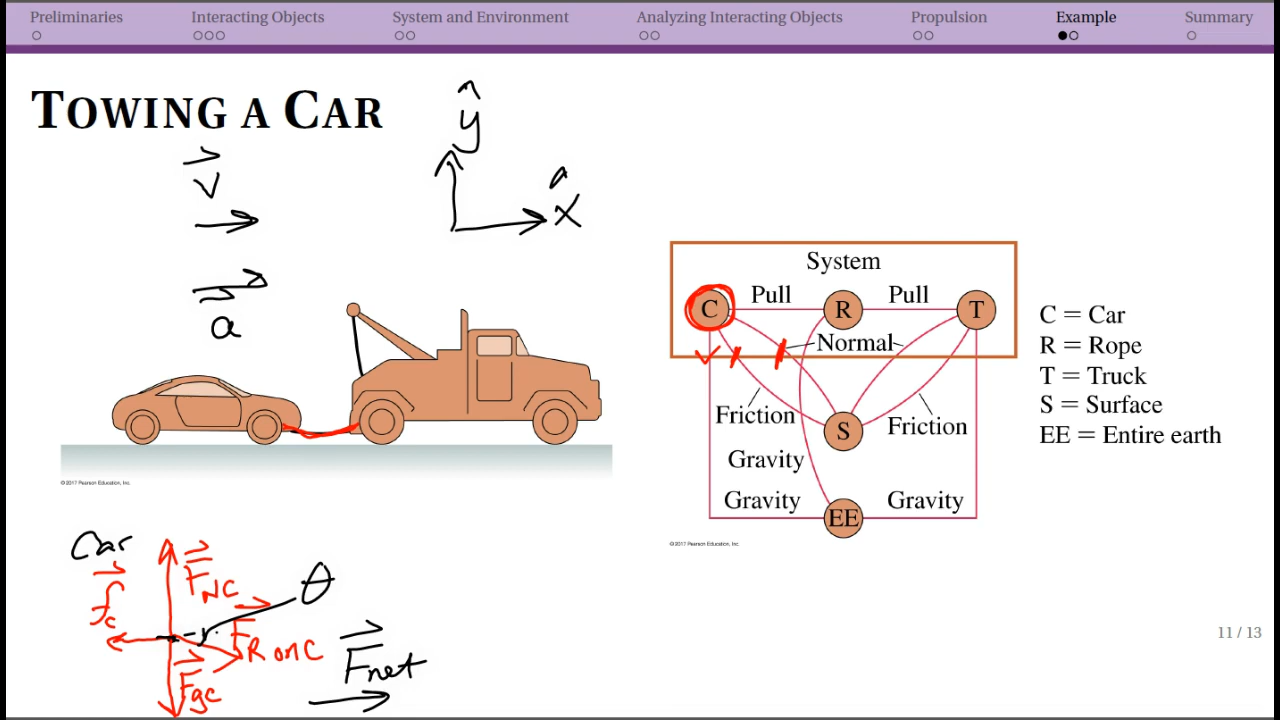 Preliminaries Interacting Objects System and Environment Analyzing Interacting Objects Propulsion Example Summary
TOWING A CAR
ŷ
x̂
v⃗
a⃗
System
C Pull R Pull T
Normal
Friction
S
Friction
Gravity
Gravity
EE
Gravity
C = Car
R = Rope
T = Truck
S = Surface
EE = Entire earth
©2017 Pearson Education, Inc.
©2017 Pearson Education, Inc.
Car
F⃗NC
θ
f⃗c
F⃗R on C
F⃗net
F⃗gc
11 / 13